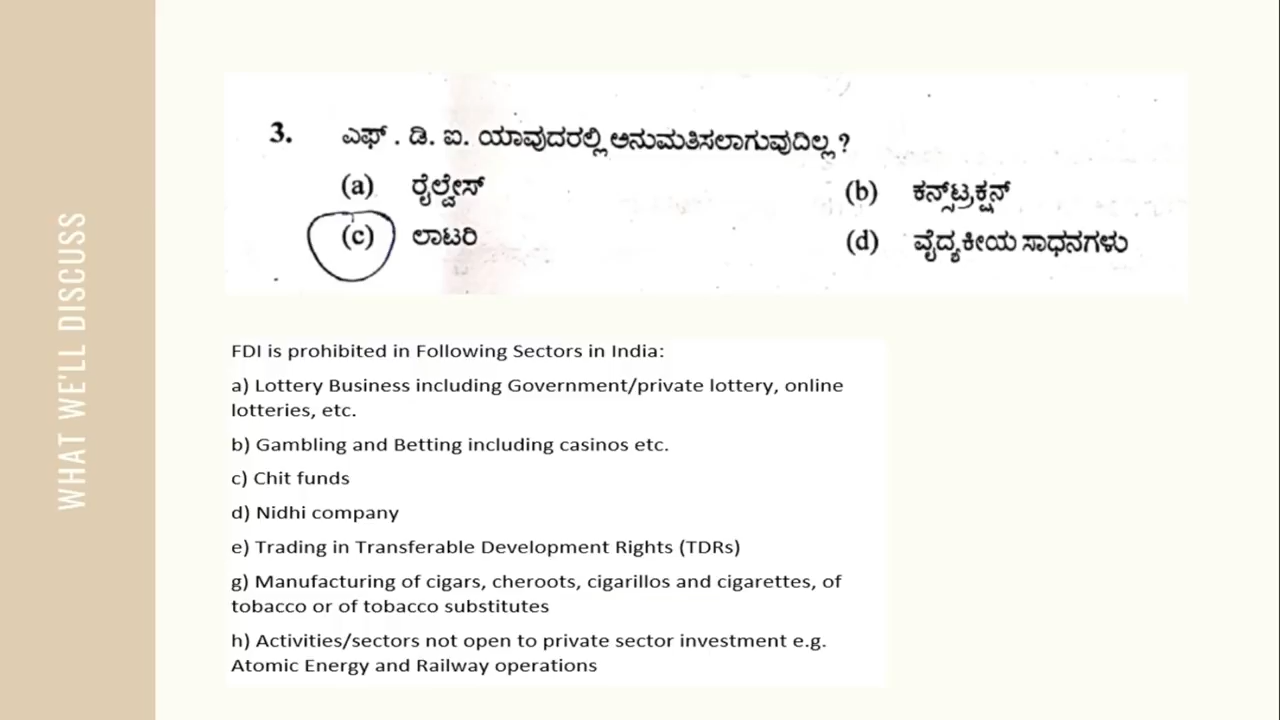 WHAT WE'LL DISCUSS
3. ಎಫ್ . ಡಿ. ಐ. ಯಾವುದರಲ್ಲಿ ಅನುಮತಿಸಲಾಗುವುದಿಲ್ಲ ?
(a) ರೈಲ್ವೇಸ್ (b) ಕನ್ಸ್‌ಟ್ರಕ್ಷನ್
(c) ಲಾಟರಿ (d) ವೈದ್ಯಕೀಯ ಸಾಧನಗಳು
FDI is prohibited in Following Sectors in India:
a) Lottery Business including Government/private lottery, online
lotteries, etc.
b) Gambling and Betting including casinos etc.
c) Chit funds
d) Nidhi company
e) Trading in Transferable Development Rights (TDRs)
g) Manufacturing of cigars, cheroots, cigarillos and cigarettes, of
tobacco or of tobacco substitutes
h) Activities/sectors not open to private sector investment e.g.
Atomic Energy and Railway operations